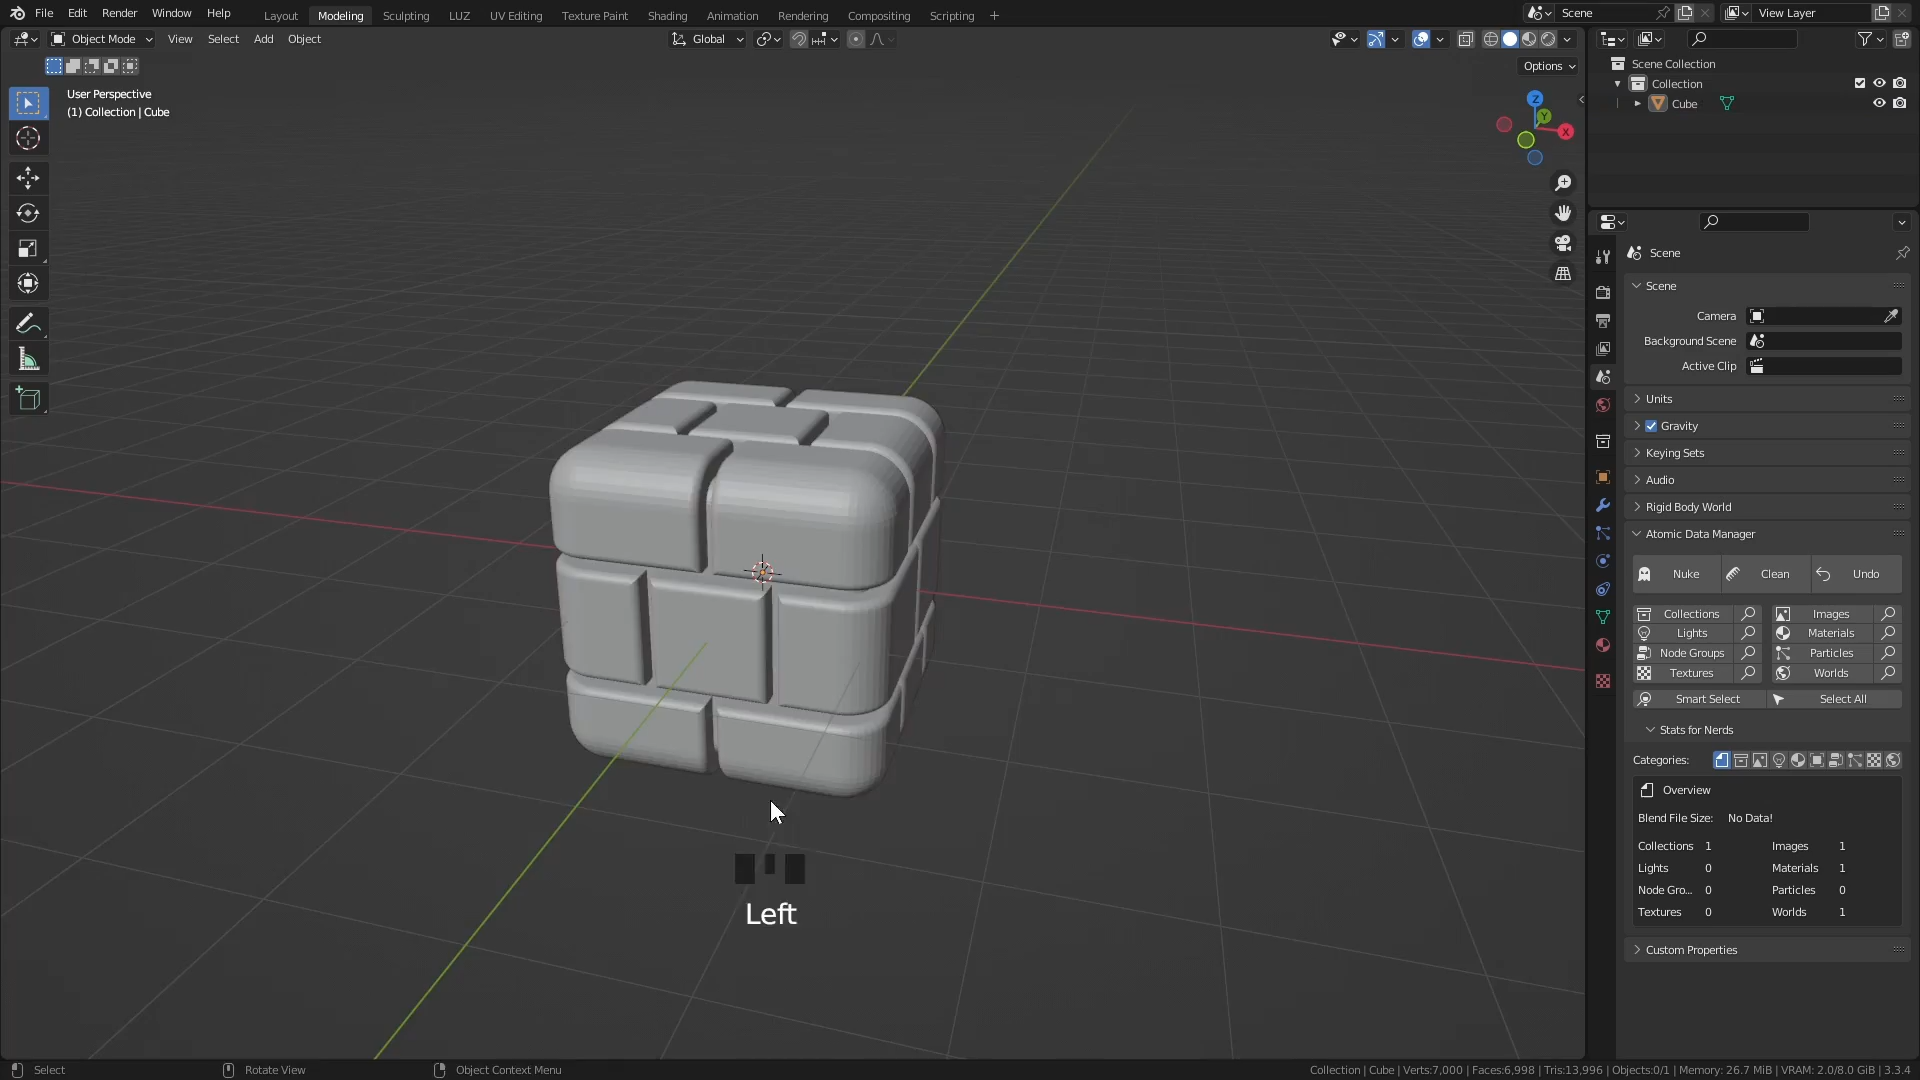 File Edit Render Window Help Layout Modeling Sculpting LUZ UV Editing Texture Paint Shading Animation Rendering Compositing Scripting Scene View Layer
Object Mode View Select Add Object Global
Options
User Perspective
(1) Collection | Cube
Z
Y
X
Scene Collection
Collection
Cube
Scene
Scene
Camera
Background Scene
Active Clip
Units
Gravity
Keying Sets
Audio
Rigid Body World
Atomic Data Manager
Nuke Clean Undo
Collections Images
Lights Materials
Node Groups Particles
Textures Worlds
Smart Select Select All
Stats for Nerds
Categories:
Overview
Blend File Size: No Data!
Collections 1 Images 1
Lights 0 Materials 1
Node Gro... 0 Particles 0
Textures 0 Worlds 1
Custom Properties
Left
Select Rotate View Object Context Menu Collection | Cube | Verts:7,000 | Faces:6,998 | Tris:13,996 | Objects:0/1 | Memory: 26.7 MiB | VRAM: 2.0/8.0 GiB | 3.3.4